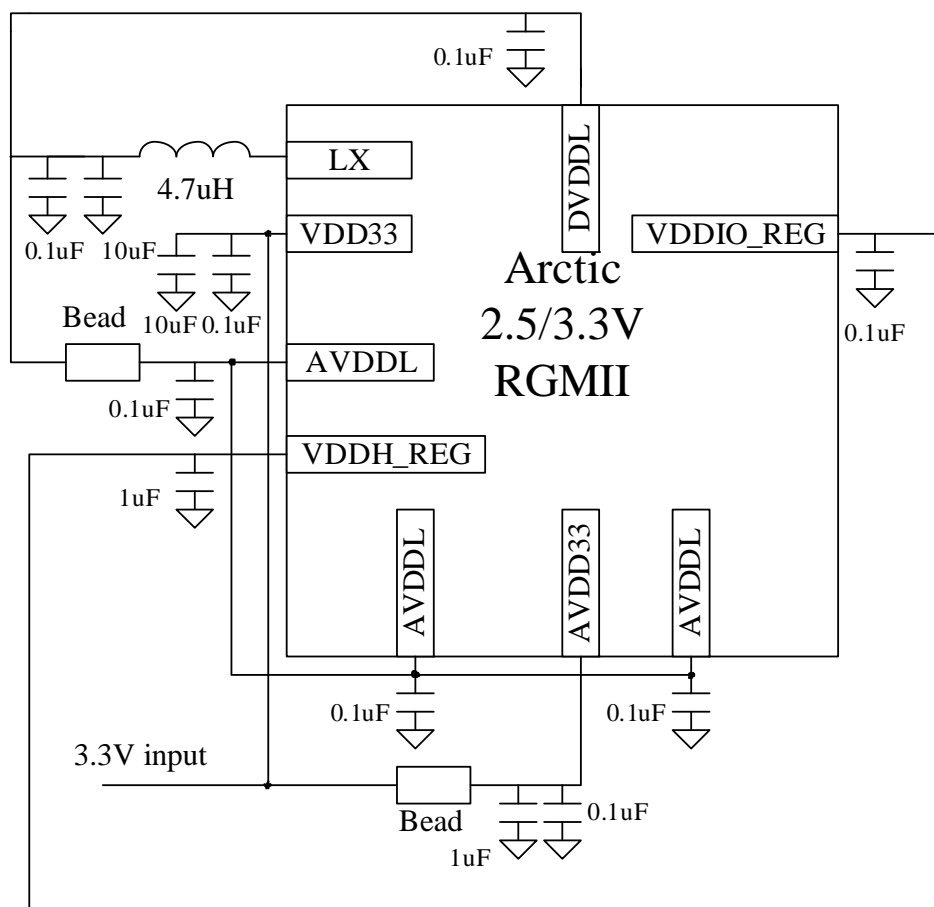 0.1uF
LX
DVDDL
4.7uH
VDD33
VDDIO_REG
0.1uF
10uF
Arctic
2.5/3.3V
RGMII
Bead
10uF
0.1uF
0.1uF
AVDDL
0.1uF
VDDH_REG
1uF
AVDDL
AVDD33
AVDDL
0.1uF
0.1uF
3.3V input
Bead
0.1uF
1uF